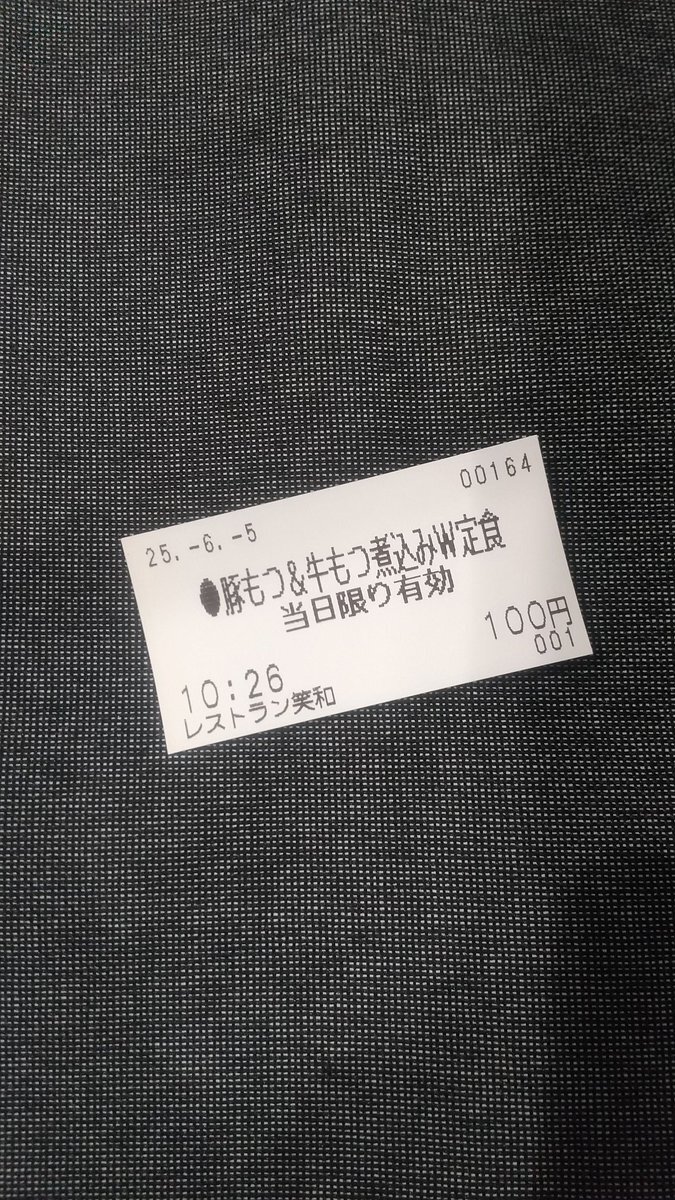 00164
25.-6.-5
●豚もつ&牛もつ煮込みW定食
当日限り有効
100円
001
10:26
レストラン笑和